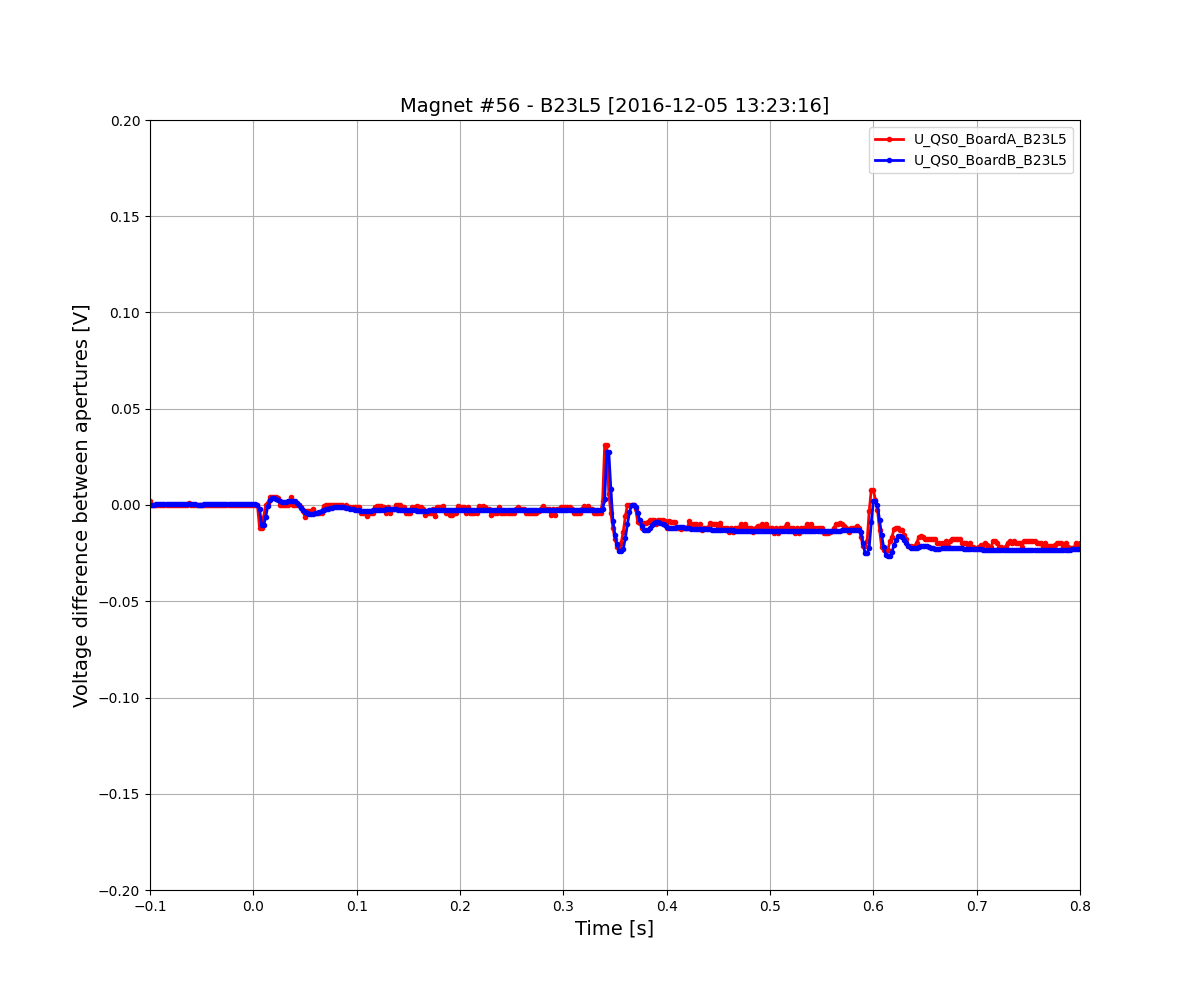 Magnet #56 - B23L5 [2016-12-05 13:23:16]
U_QS0_BoardA_B23L5
U_QS0_BoardB_B23L5
Voltage difference between apertures [V]
0.20
0.15
0.10
0.05
0.00
−0.05
−0.10
−0.15
−0.20
−0.1 0.0 0.1 0.2 0.3 0.4 0.5 0.6 0.7 0.8
Time [s]